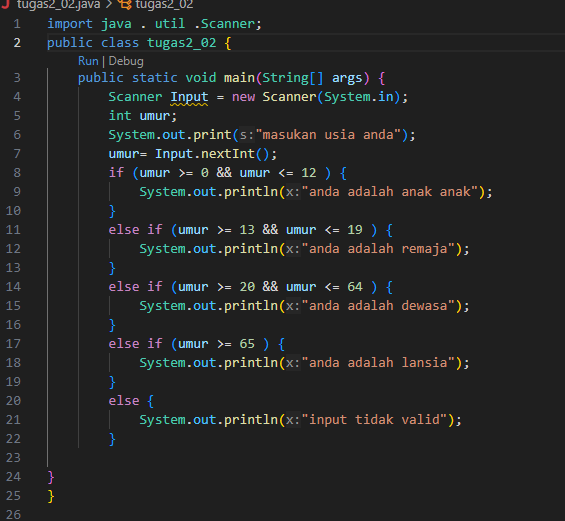 tugas2_02.java > tugas2_02
1 import java . util .Scanner;
2 public class tugas2_02 {
Run | Debug
3 public static void main(String[] args) {
4 Scanner Input = new Scanner(System.in);
5 int umur;
6 System.out.print(s:"masukan usia anda");
7 umur= Input.nextInt();
8 if (umur >= 0 && umur <= 12 ) {
9 System.out.println(x:"anda adalah anak anak");
10 }
11 else if (umur >= 13 && umur <= 19 ) {
12 System.out.println(x:"anda adalah remaja");
13 }
14 else if (umur >= 20 && umur <= 64 ) {
15 System.out.println(x:"anda adalah dewasa");
16 }
17 else if (umur >= 65 ) {
18 System.out.println(x:"anda adalah lansia");
19 }
20 else {
21 System.out.println(x:"input tidak valid");
22 }
23
24 }
25 }
26